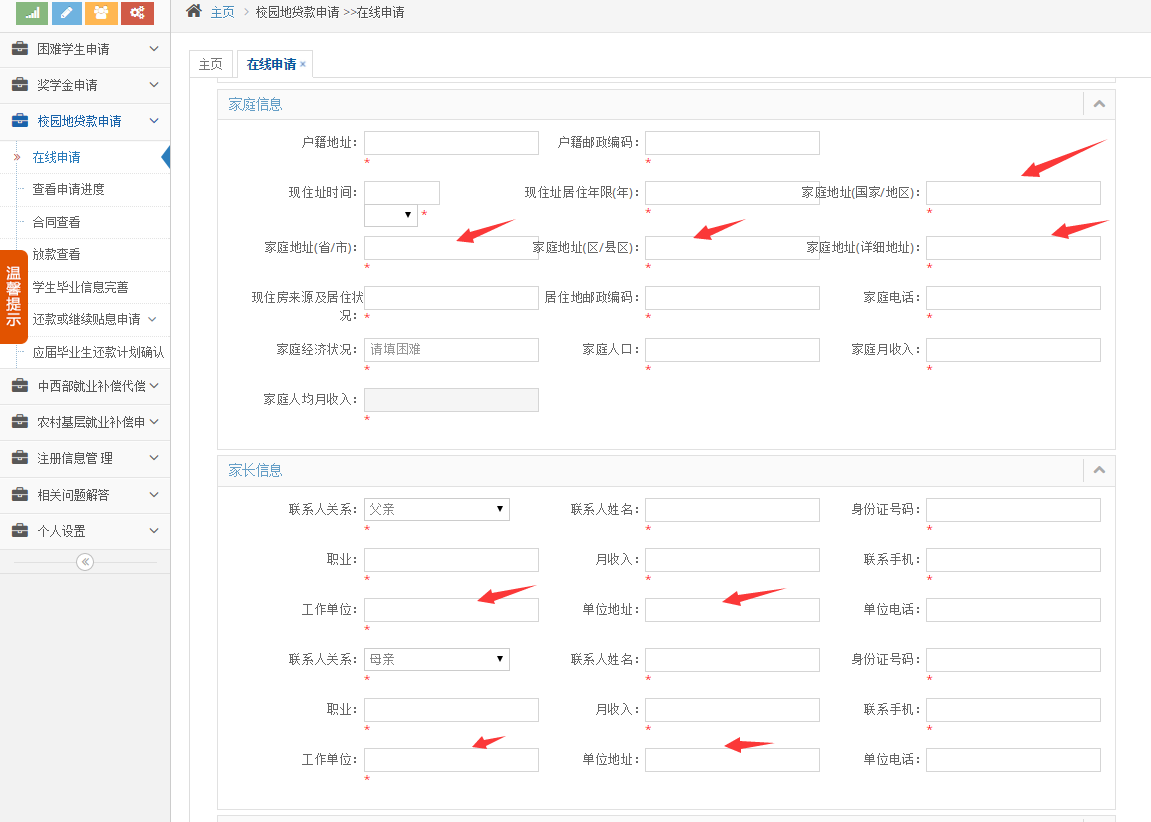 主页 校园地贷款申请 >>在线申请
困难学生申请
奖学金申请
校园地贷款申请
在线申请
查看申请进度
合同查看
放款查看
学生毕业信息完善
还款或继续贴息申请
应届毕业生还款计划确认
中西部就业补偿代偿
农村基层就业补偿申
注册信息管理
相关问题解答
个人设置
温馨提示
主页 在线申请 ×
家庭信息
户籍地址： 户籍邮政编码：
* *
现住址时间： 现住址居住年限(年)： 家庭地址(国家/地区)：
* * *
家庭地址(省/市)： 家庭地址(区/县区)： 家庭地址(详细地址)：
* * *
现住房来源及居住状 居住地邮政编码： 家庭电话：
况： * * *
家庭经济状况： 请填困难 家庭人口： 家庭月收入：
* * *
家庭人均月收入：
*
家长信息
联系人关系： 父亲 联系人姓名： 身份证号码：
* * *
职业： 月收入： 联系手机：
* * *
工作单位： 单位地址： 单位电话：
*
联系人关系： 母亲 联系人姓名： 身份证号码：
* * *
职业： 月收入： 联系手机：
* * *
工作单位： 单位地址： 单位电话：
*